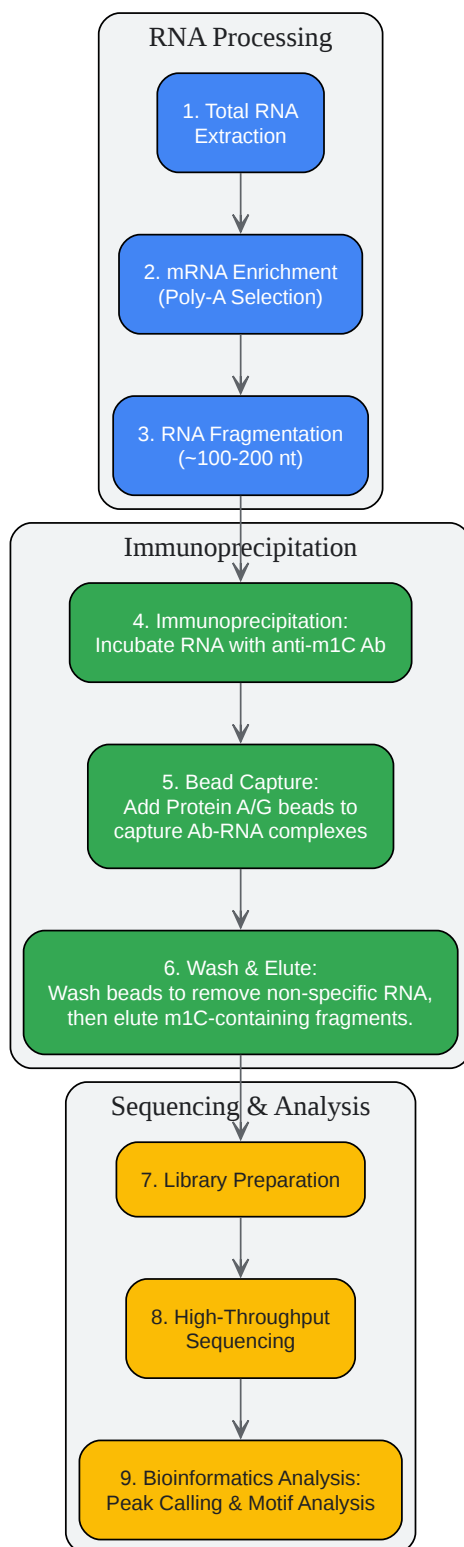 RNA Processing
1. Total RNA
Extraction
2. mRNA Enrichment
(Poly-A Selection)
3. RNA Fragmentation
(~100-200 nt)
Immunoprecipitation
4. Immunoprecipitation:
Incubate RNA with anti-m1C Ab
5. Bead Capture:
Add Protein A/G beads to
capture Ab-RNA complexes
6. Wash & Elute:
Wash beads to remove non-specific RNA,
then elute m1C-containing fragments.
Sequencing & Analysis
7. Library Preparation
8. High-Throughput
Sequencing
9. Bioinformatics Analysis:
Peak Calling & Motif Analysis